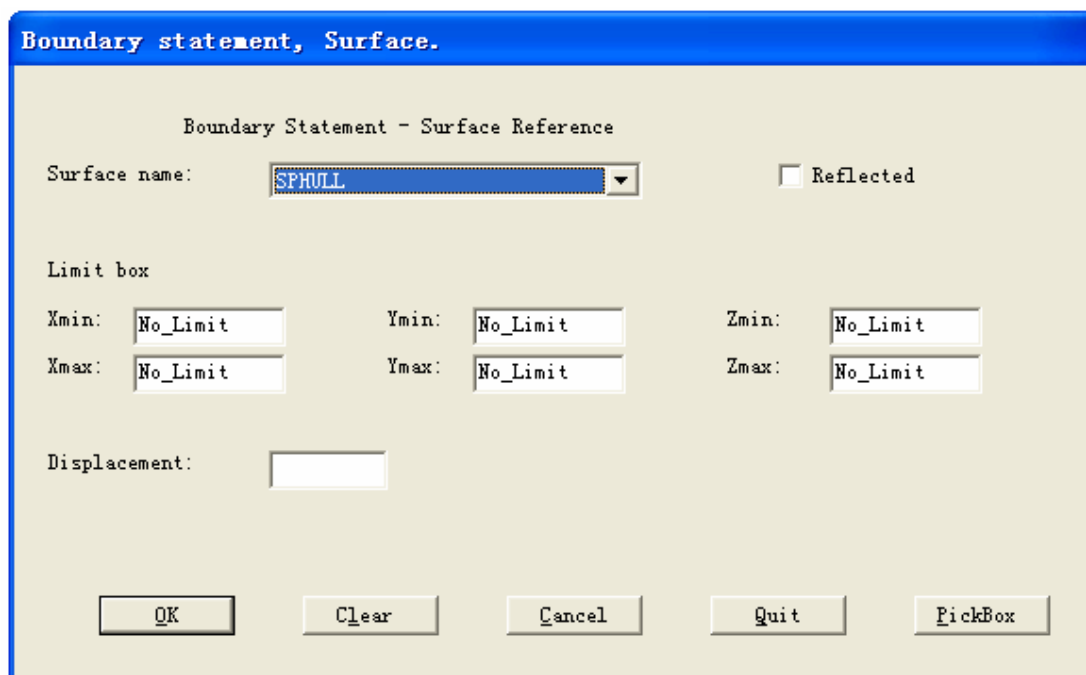 Boundary statement, Surface.
Boundary Statement - Surface Reference
Surface name: SPHULL Reflected
Limit box
Xmin: No_Limit Ymin: No_Limit Zmin: No_Limit
Xmax: No_Limit Ymax: No_Limit Zmax: No_Limit
Displacement:
OK Clear Cancel Quit PickBox